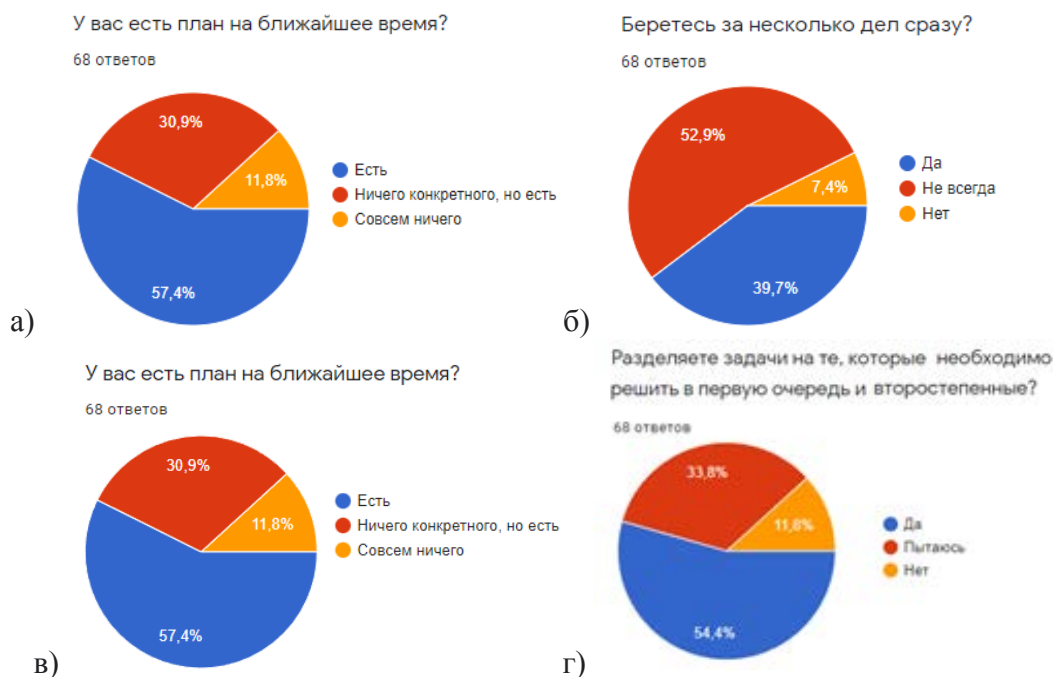 У вас есть план на ближайшее время?
68 ответов
30,9%
11,8%
57,4%
Есть
Ничего конкретного, но есть
Совсем ничего
а)
Беретесь за несколько дел сразу?
68 ответов
52,9%
7,4%
39,7%
Да
Не всегда
Нет
б)
У вас есть план на ближайшее время?
68 ответов
30,9%
11,8%
57,4%
Есть
Ничего конкретного, но есть
Совсем ничего
в)
Разделяете задачи на те, которые необходимо
решить в первую очередь и второстепенные?
68 ответов
33,8%
11,8%
54,4%
Да
Пытаюсь
Нет
г)